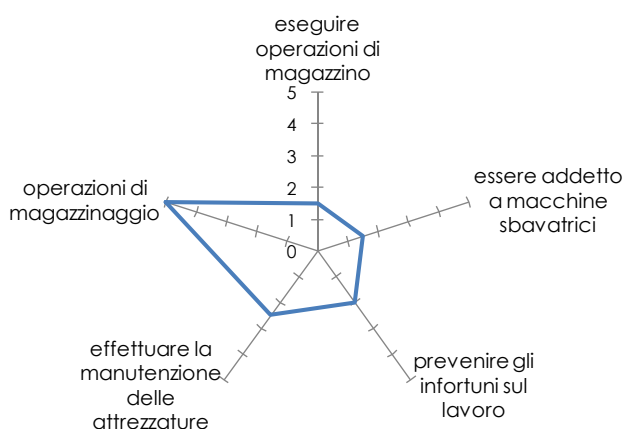 eseguire
operazioni di
magazzino
5
4
3
2
1
0
essere addetto
a macchine
sbavatrici
prevenire gli
infortuni sul
lavoro
effettuare la
manutenzione
delle
attrezzature
operazioni di
magazzinaggio